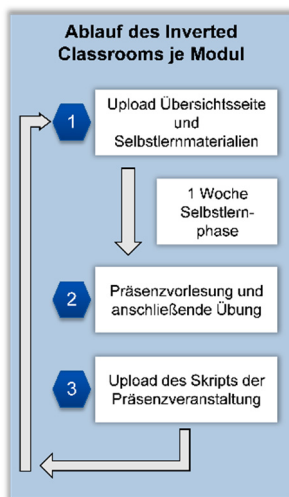 Ablauf des Inverted
Classrooms je Modul
1
Upload Übersichtsseite
und
Selbstlernmaterialien
1 Woche
Selbstlern-
phase
2
Präsenzvorlesung und
anschließende Übung
3
Upload des Skripts der
Präsenzveranstaltung